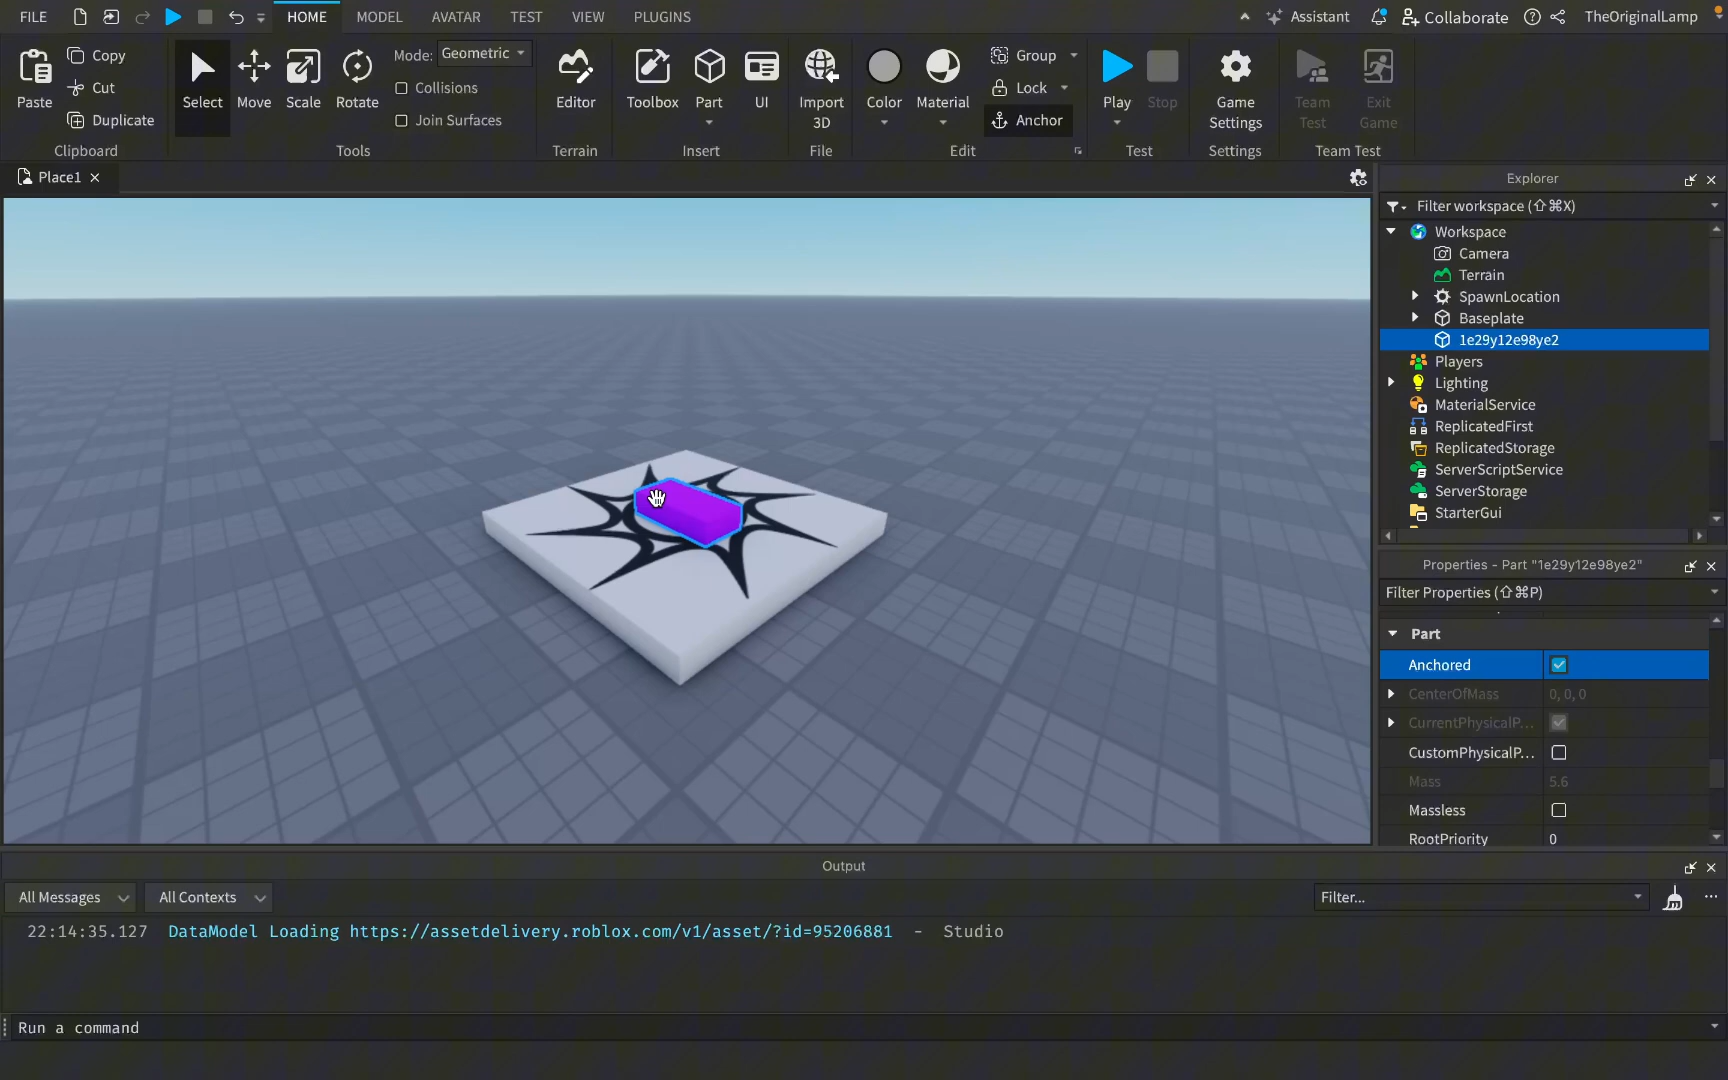 FILE HOME MODEL AVATAR TEST VIEW PLUGINS Assistant Collaborate TheOriginalLamp
Paste
Copy
Cut
Duplicate
Clipboard
Select Move Scale Rotate
Mode: Geometric
Collisions
Join Surfaces
Tools
Editor
Terrain
Toolbox Part UI
Insert
Import
3D
File
Color Material
Group
Lock
Anchor
Edit
Play Stop
Test
Game
Settings
Settings
Team
Test
Exit
Game
Team Test
Place1
Explorer
Filter workspace (⇧⌘X)
Workspace
Camera
Terrain
SpawnLocation
Baseplate
1e29y12e98ye2
Players
Lighting
MaterialService
ReplicatedFirst
ReplicatedStorage
ServerScriptService
ServerStorage
StarterGui
Properties - Part "1e29y12e98ye2"
Filter Properties (⇧⌘P)
Part
Anchored
CenterOfMass 0, 0, 0
CurrentPhysicalP...
CustomPhysicalP...
Mass 5.6
Massless
RootPriority 0
Output
All Messages All Contexts Filter...
22:14:35.127 DataModel Loading https://assetdelivery.roblox.com/v1/asset/?id=95206881 - Studio
Run a command